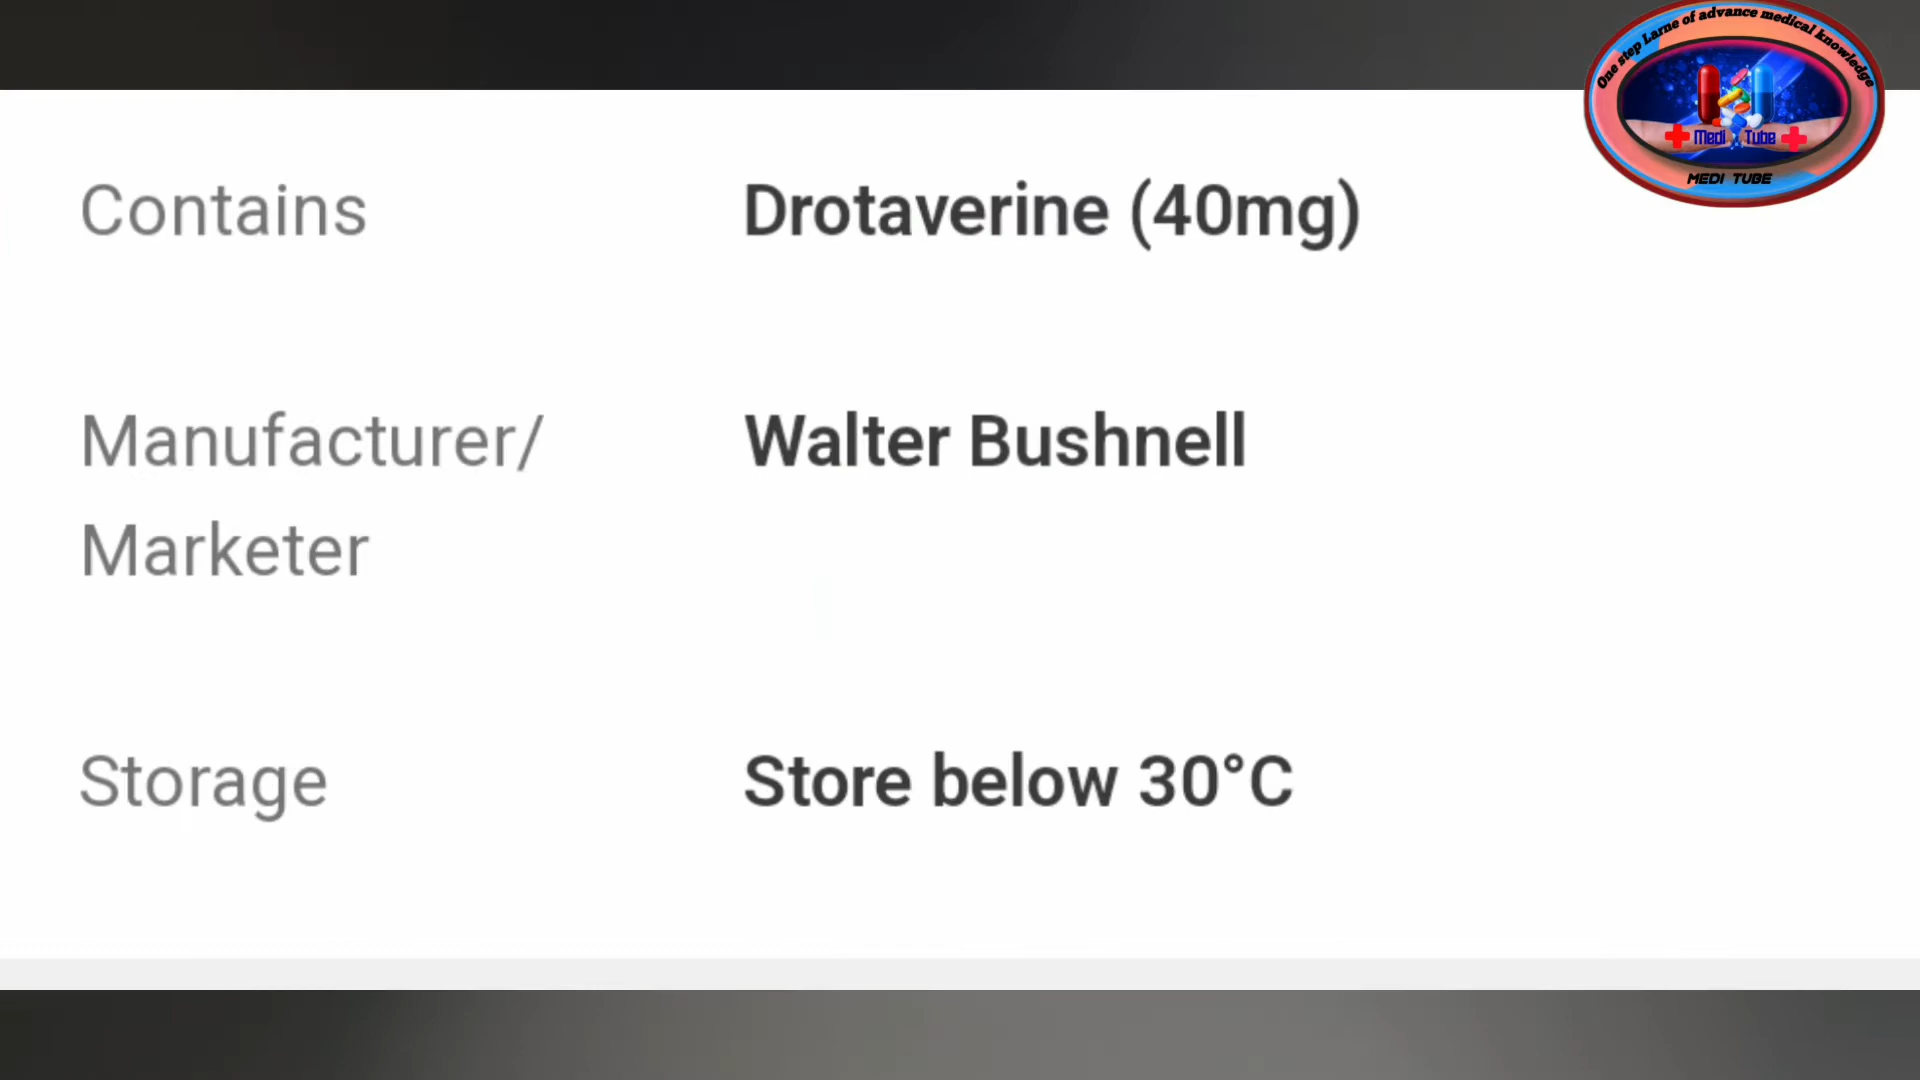 One step Larne of advance medical knowledge
Medi Tube
MEDI TUBE
Contains Drotaverine (40mg)
Manufacturer/ Walter Bushnell
Marketer
Storage Store below 30°C